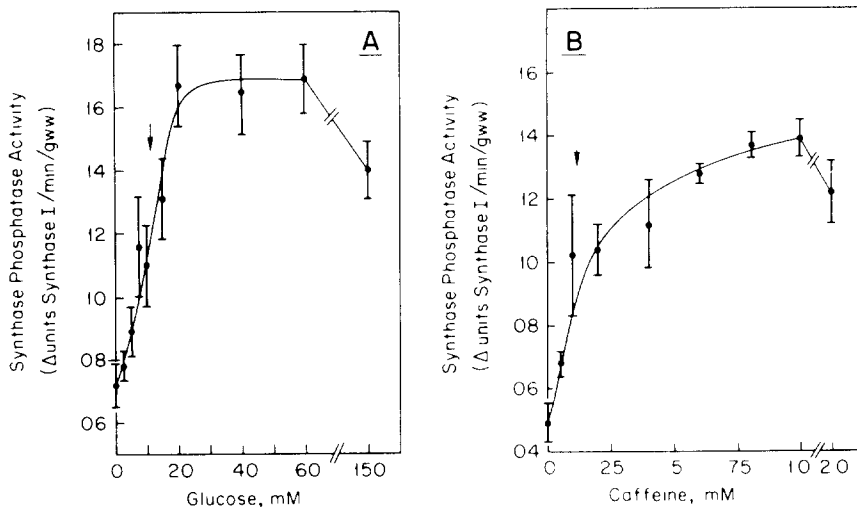 A
18
16
14
12
10
08
06
Synthase Phosphatase Activity
(Δunits Synthase I/min/gww)
0 20 40 60 150
Glucose, mM
B
16
14
12
10
08
06
04
Synthase Phosphatase Activity
(Δunits Synthase I/min/gww)
0 25 5 75 10 20
Caffeine, mM